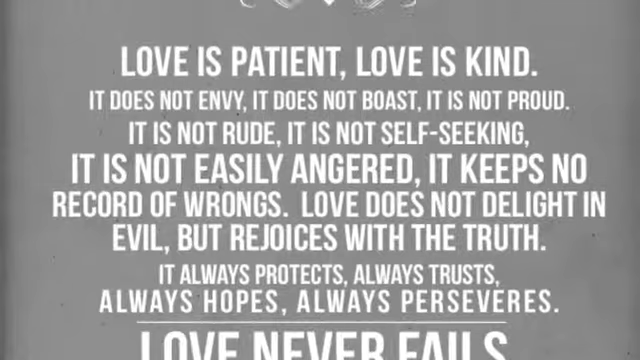 LOVE IS PATIENT, LOVE IS KIND.
IT DOES NOT ENVY, IT DOES NOT BOAST, IT IS NOT PROUD.
IT IS NOT RUDE, IT IS NOT SELF-SEEKING,
IT IS NOT EASILY ANGERED, IT KEEPS NO
RECORD OF WRONGS. LOVE DOES NOT DELIGHT IN
EVIL, BUT REJOICES WITH THE TRUTH.
IT ALWAYS PROTECTS, ALWAYS TRUSTS,
ALWAYS HOPES, ALWAYS PERSEVERES.
LOVE NEVER FAILS